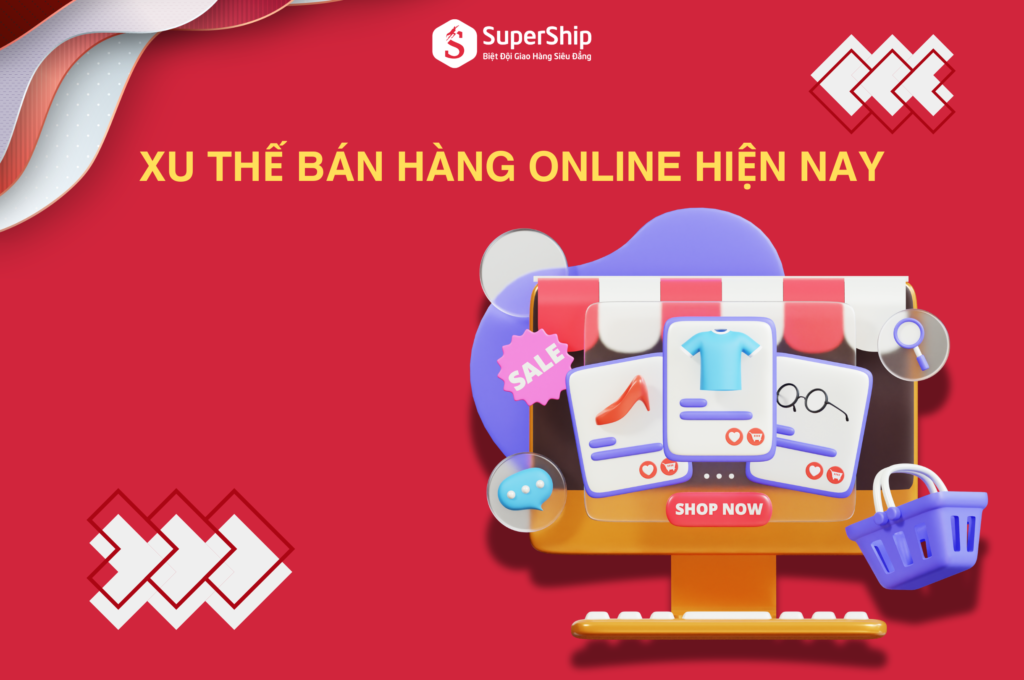 SuperShip
Biệt Đội Giao Hàng Siêu Đẳng
XU THẾ BÁN HÀNG ONLINE HIỆN NAY
SALE
SHOP NOW